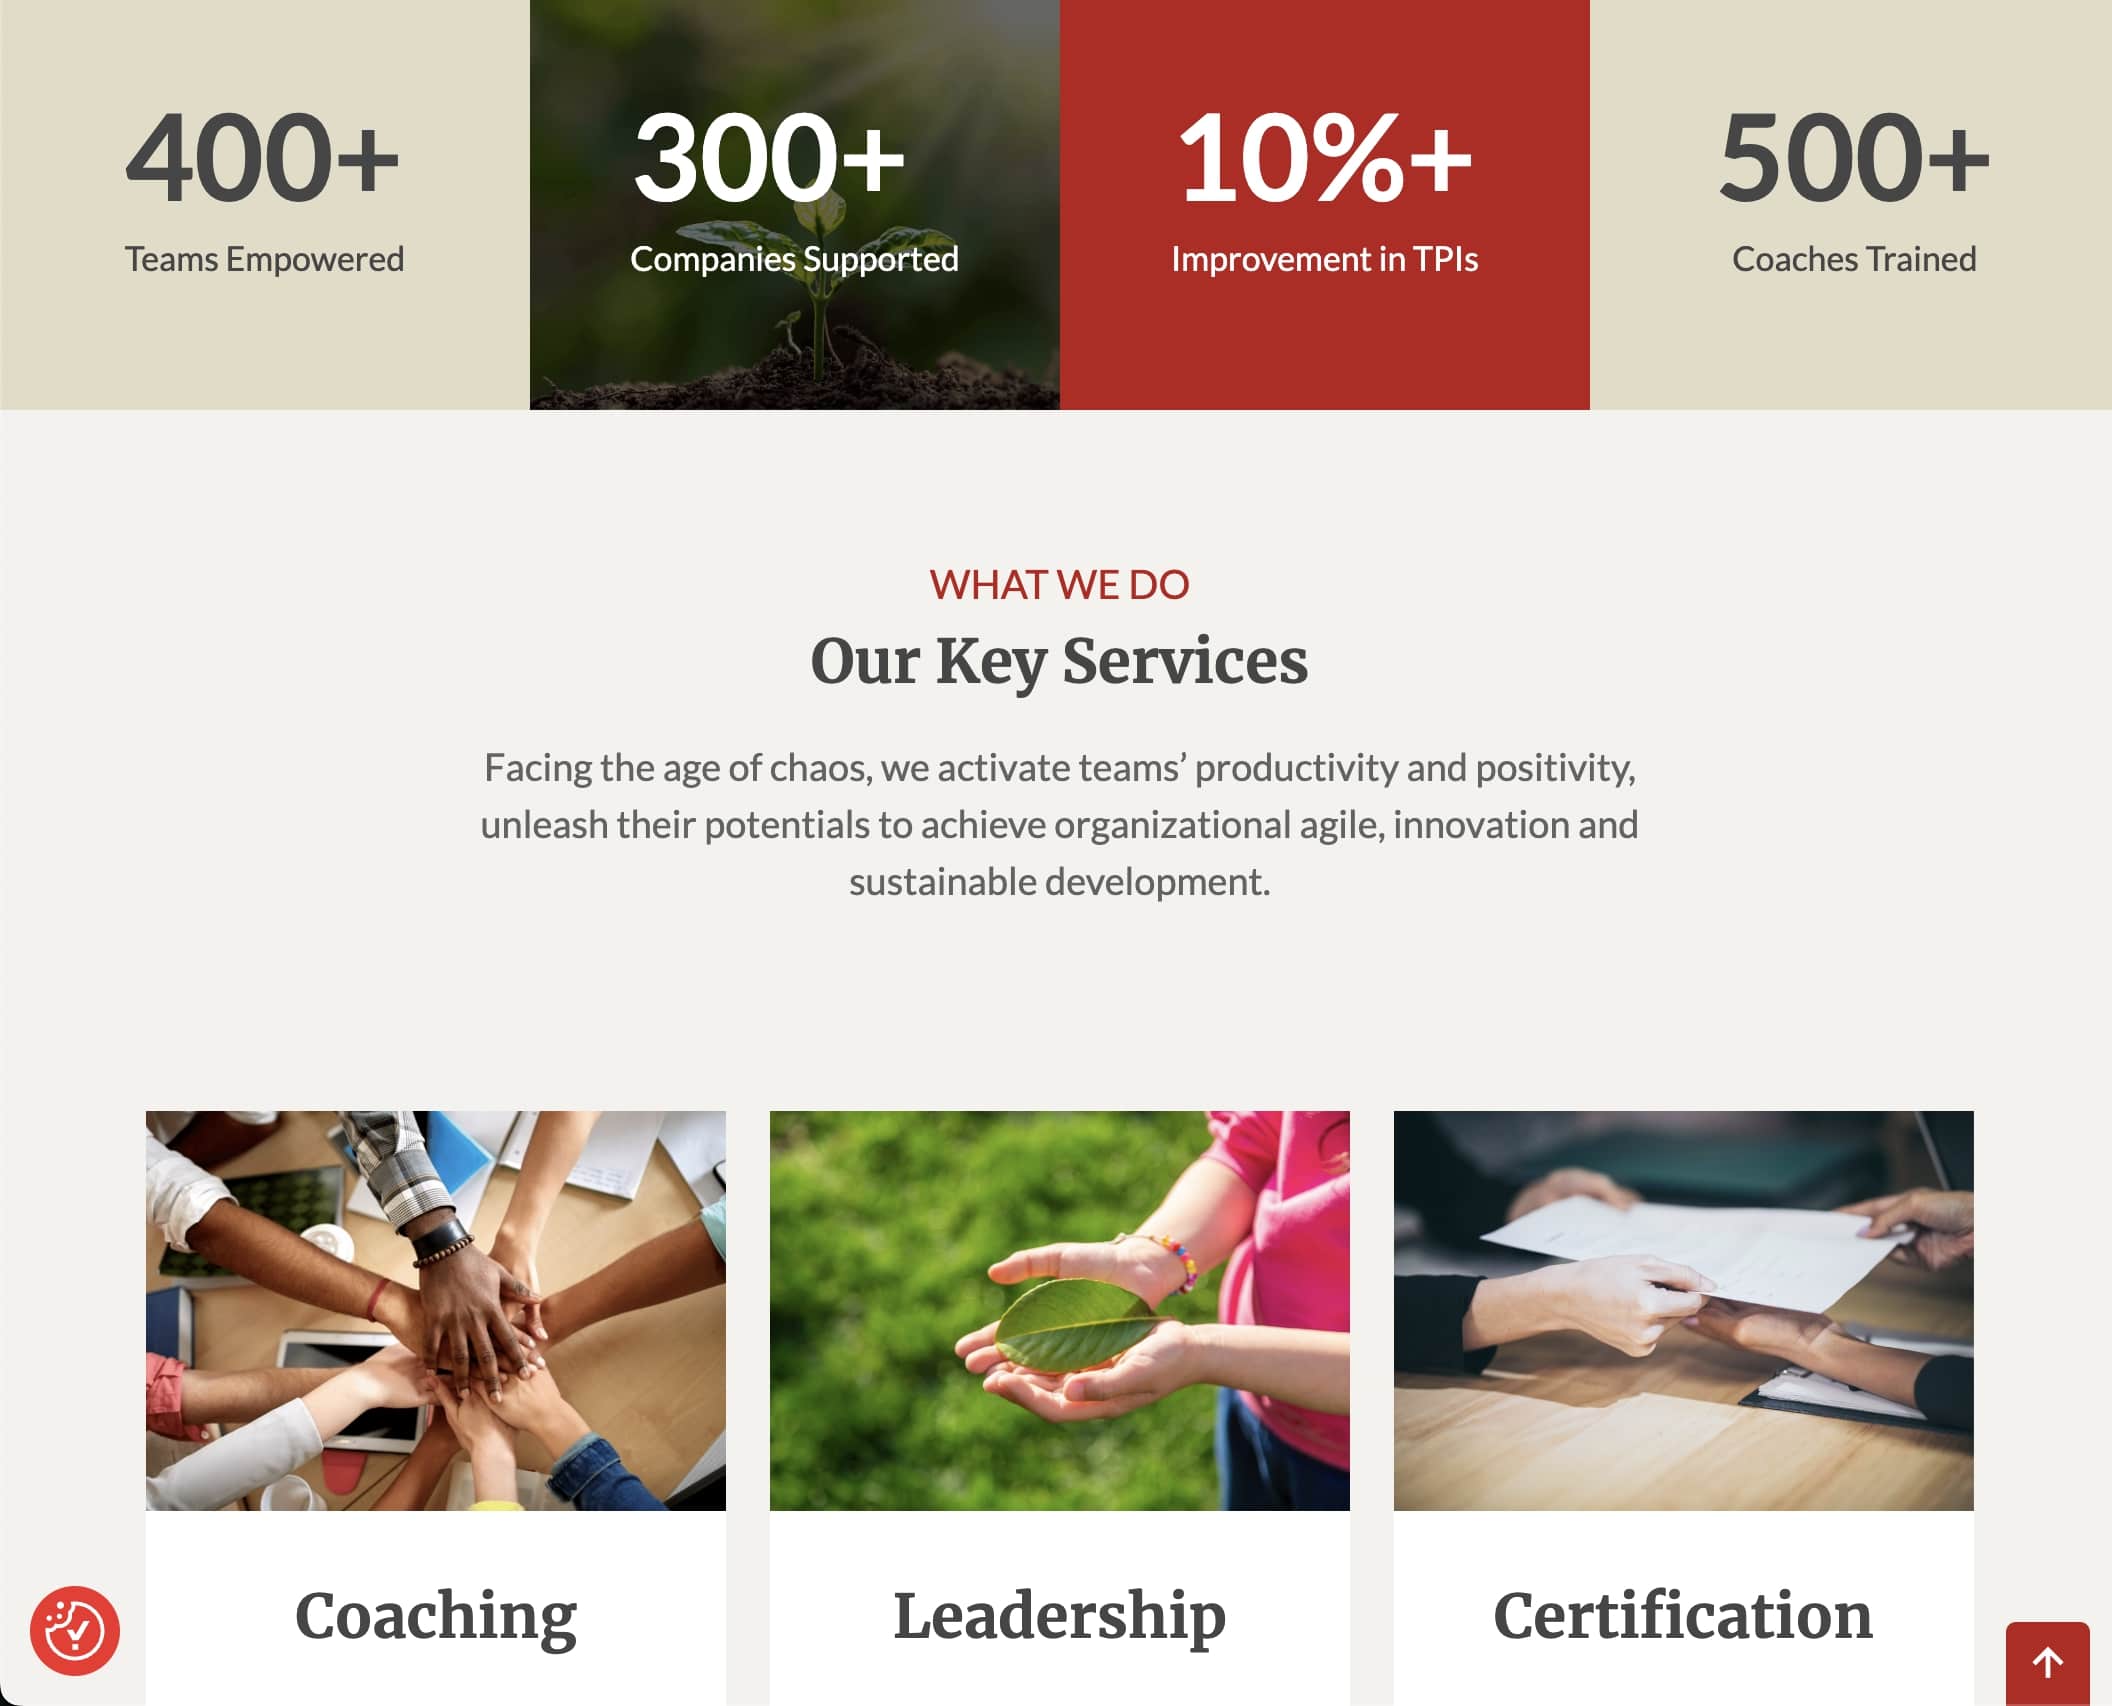 400+
300+
10%+
500+
Teams Empowered
Companies Supported
Improvement in TPIs
Coaches Trained
WHAT WE DO
Our Key Services
Facing the age of chaos, we activate teams’ productivity and positivity,
unleash their potentials to achieve organizational agile, innovation and
sustainable development.
Coaching
Leadership
Certification